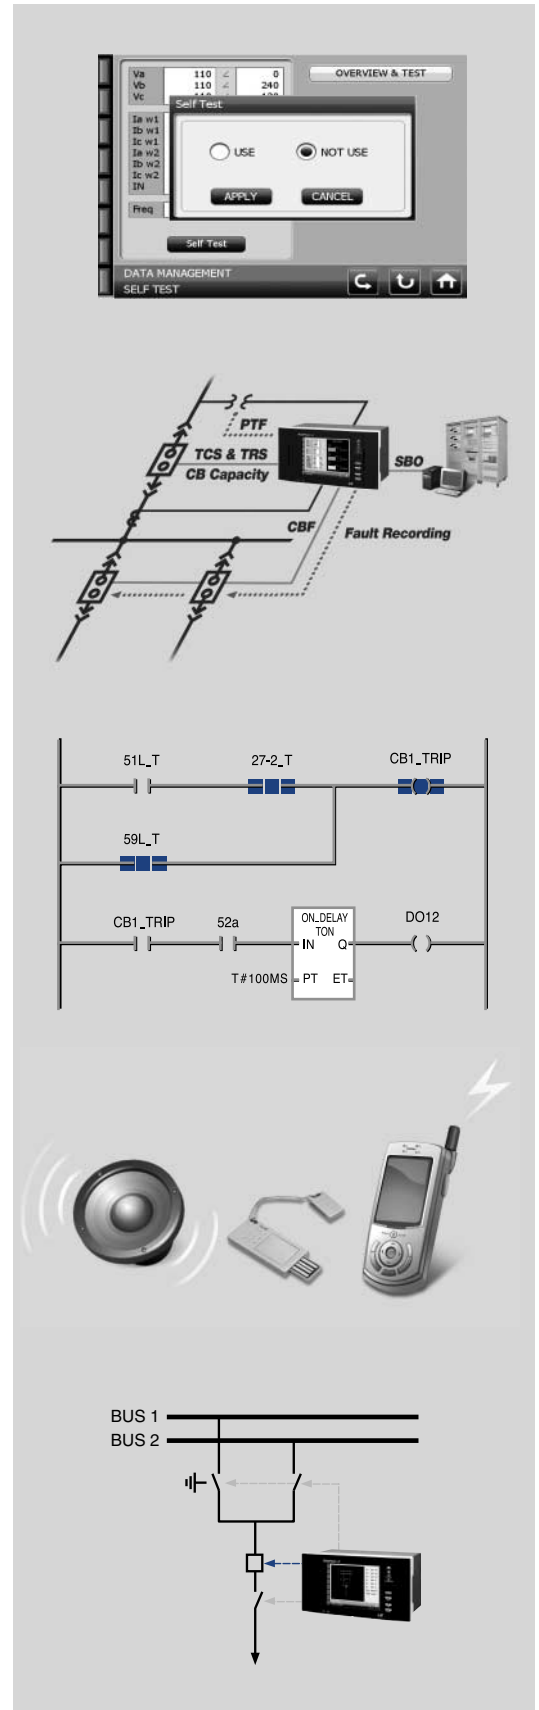 Va 110 ∠ 0
Vb 110 ∠ 240
Vc
Self Test
Ia w1
Ib w1
Ic w1
Ia w2
Ib w2
Ic w2
IN
Freq
USE NOT USE
APPLY CANCEL
Self Test
OVERVIEW & TEST
DATA MANAGEMENT
SELF TEST
PTF
TCS & TRS
CB Capacity
SBO
CBF
Fault Recording
51L_T 27-2_T CB1_TRIP
59L_T
CB1_TRIP 52a ON_DELAY DO12
TON
IN Q
T#100MS PT ET
BUS 1
BUS 2